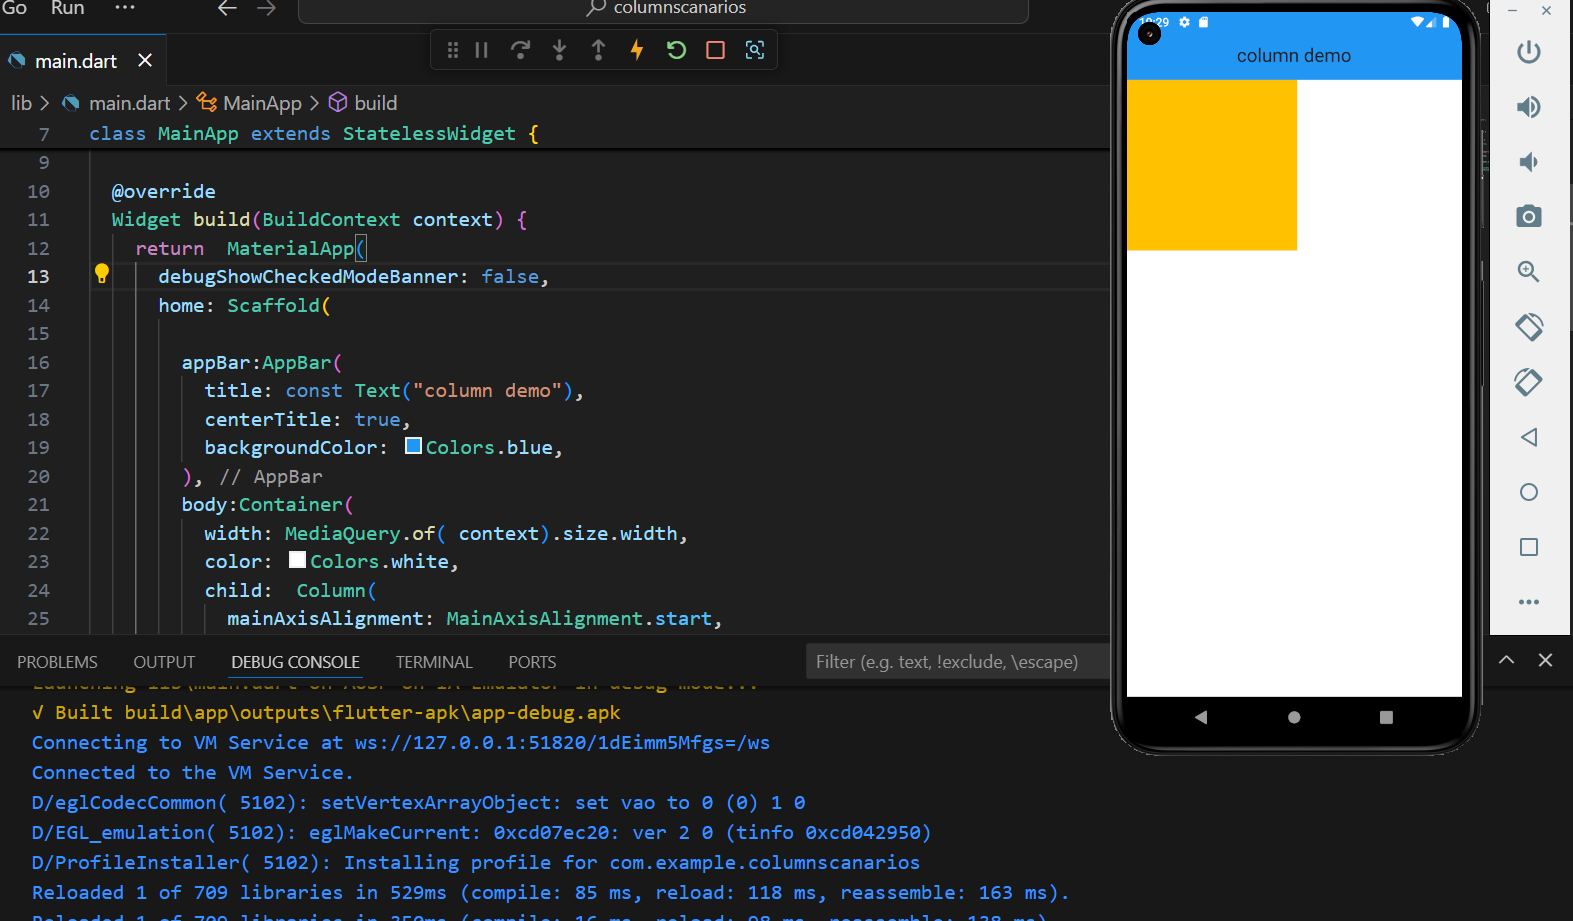 Go Run ··· columnscanarios
main.dart
lib > main.dart > MainApp > build
7 class MainApp extends StatelessWidget {
9
10 @override
11 Widget build(BuildContext context) {
12 return MaterialApp(
13 debugShowCheckedModeBanner: false,
14 home: Scaffold(
15
16 appBar:AppBar(
17 title: const Text("column demo"),
18 centerTitle: true,
19 backgroundColor: Colors.blue,
20 ), // AppBar
21 body:Container(
22 width: MediaQuery.of( context).size.width,
23 color: Colors.white,
24 child: Column(
25 mainAxisAlignment: MainAxisAlignment.start,
PROBLEMS OUTPUT DEBUG CONSOLE TERMINAL PORTS Filter (e.g. text, !exclude, \escape)
√ Built build\app\outputs\flutter-apk\app-debug.apk
Connecting to VM Service at ws://127.0.0.1:51820/1dEimm5Mfgs=/ws
Connected to the VM Service.
D/eglCodecCommon( 5102): setVertexArrayObject: set vao to 0 (0) 1 0
D/EGL_emulation( 5102): eglMakeCurrent: 0xcd07ec20: ver 2 0 (tinfo 0xcd042950)
D/ProfileInstaller( 5102): Installing profile for com.example.columnscanarios
Reloaded 1 of 709 libraries in 529ms (compile: 85 ms, reload: 118 ms, reassemble: 163 ms).
column demo